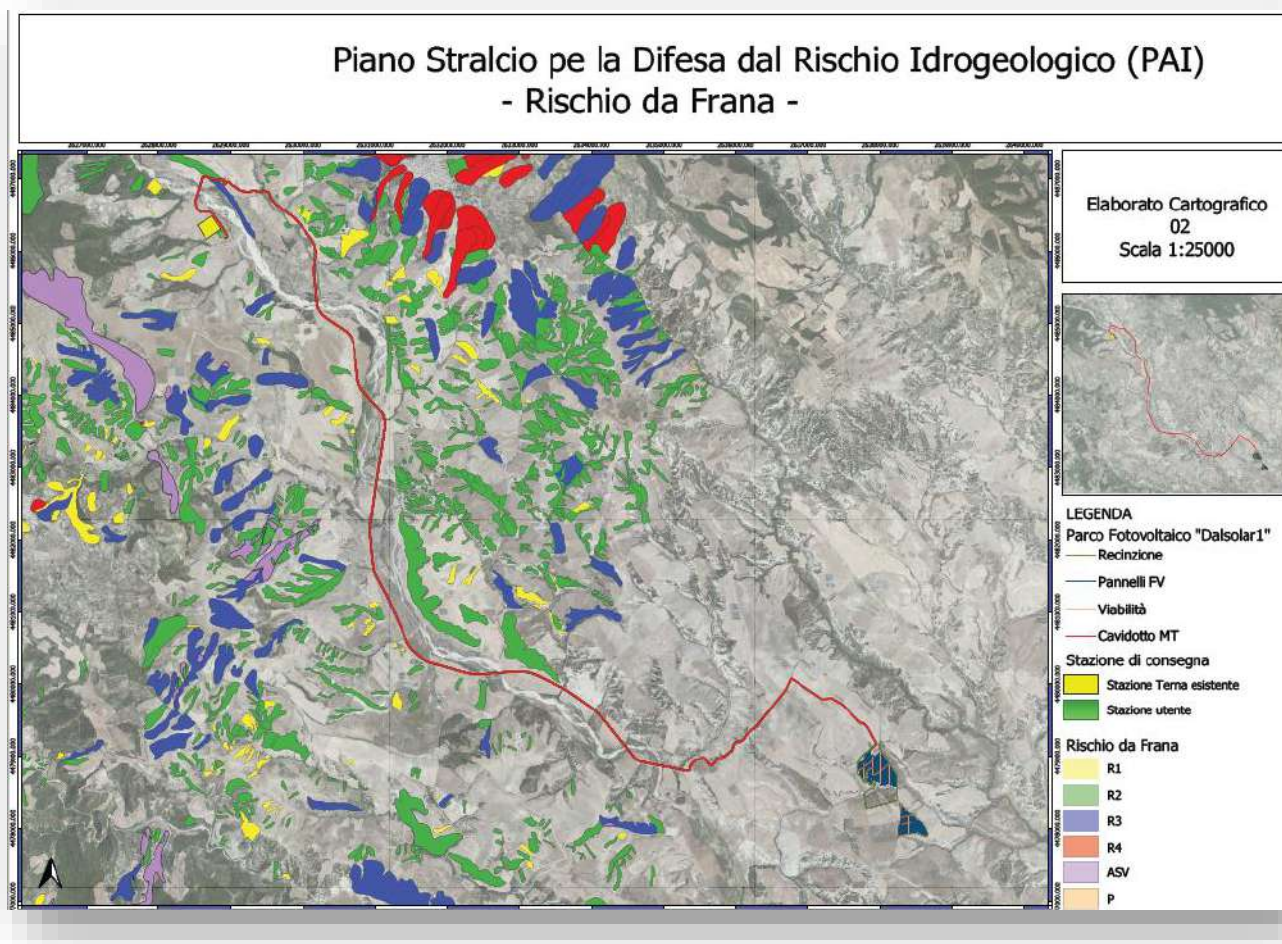 Piano Stralcio pe la Difesa dal Rischio Idrogeologico (PAI)
- Rischio da Frana -
Elaborato Cartografico
02
Scala 1:25000
LEGENDA
Parco Fotovoltaico "Dalsolar1"
Recinzione
Pannelli FV
Viabilità
Cavidotto MT
Stazione di consegna
Stazione Terna esistente
Stazione utente
Rischio da Frana
R1
R2
R3
R4
ASV
P